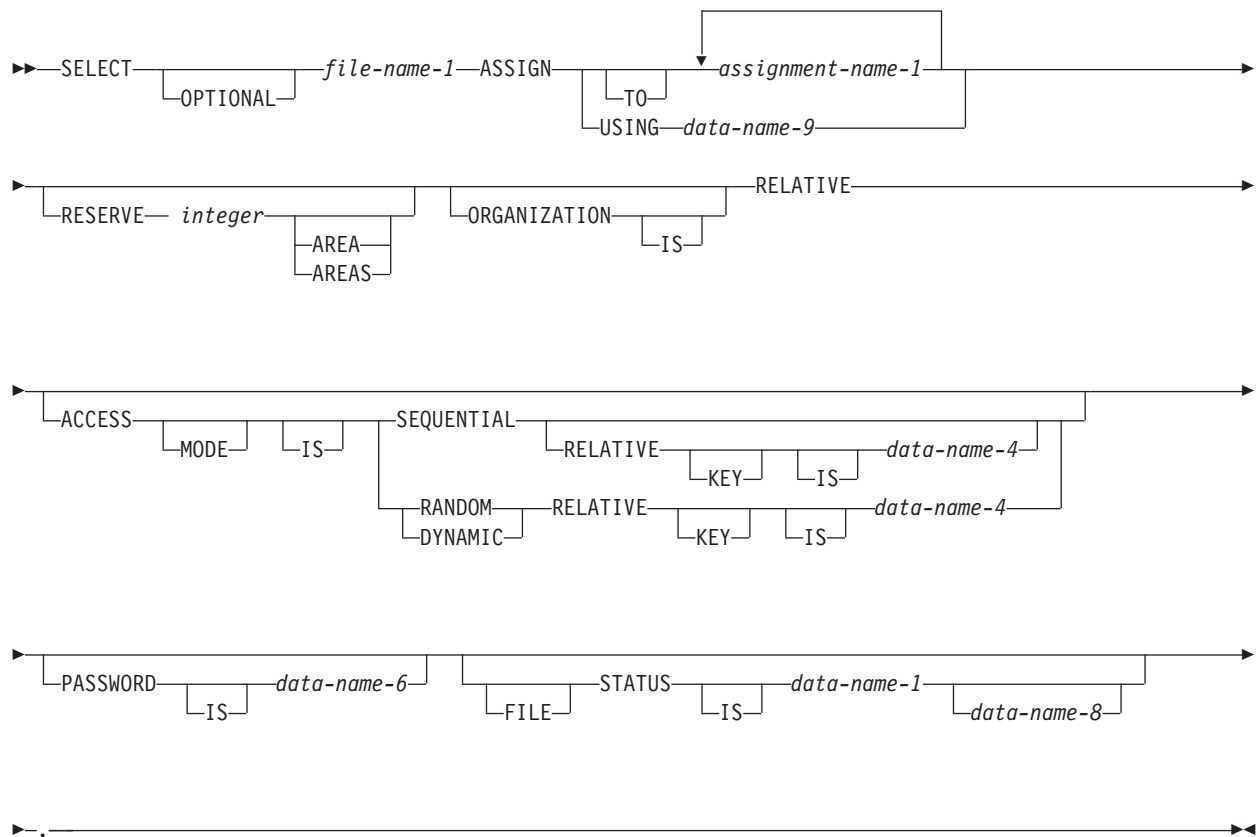 SELECT file-name-1 ASSIGN assignment-name-1
OPTIONAL TO
USING data-name-9
RELATIVE
RESERVE integer ORGANIZATION
AREA IS
AREAS
ACCESS SEQUENTIAL
MODE IS RELATIVE data-name-4
KEY IS
RANDOM RELATIVE data-name-4
DYNAMIC KEY IS
PASSWORD data-name-6 STATUS data-name-1
IS FILE IS data-name-8
.